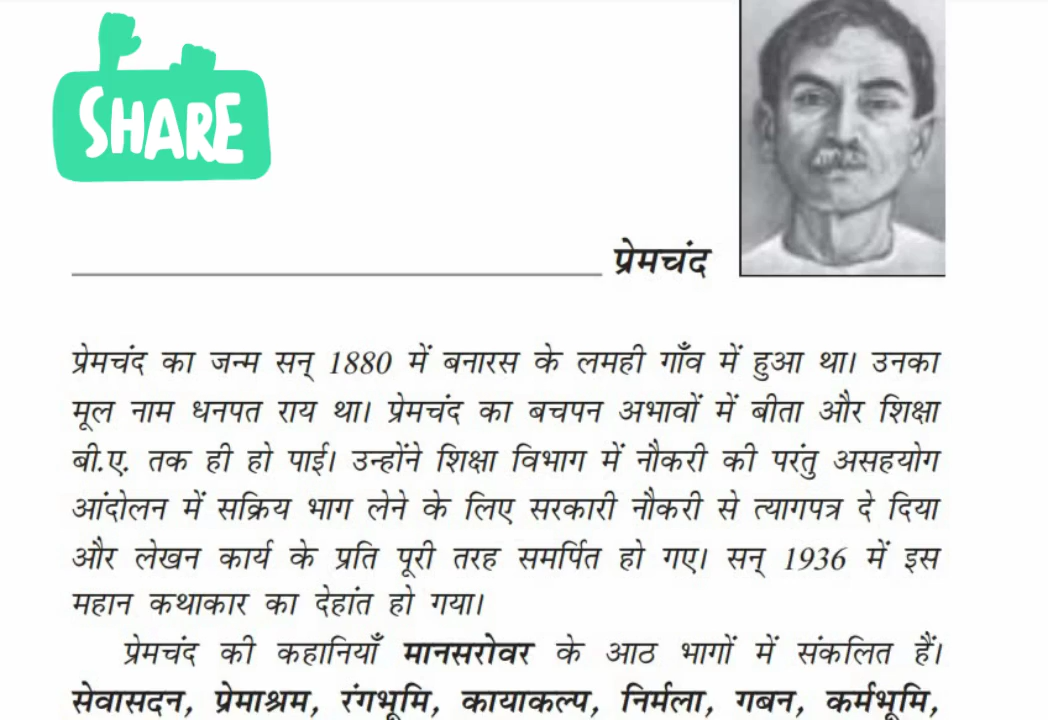 SHARE
प्रेमचंद
प्रेमचंद का जन्म सन् 1880 में बनारस के लमही गाँव में हुआ था। उनका
मूल नाम धनपत राय था। प्रेमचंद का बचपन अभावों में बीता और शिक्षा
बी.ए. तक ही हो पाई। उन्होंने शिक्षा विभाग में नौकरी की परंतु असहयोग
आंदोलन में सक्रिय भाग लेने के लिए सरकारी नौकरी से त्यागपत्र दे दिया
और लेखन कार्य के प्रति पूरी तरह समर्पित हो गए। सन् 1936 में इस
महान कथाकार का देहांत हो गया।
प्रेमचंद की कहानियाँ मानसरोवर के आठ भागों में संकलित हैं।
सेवासदन, प्रेमाश्रम, रंगभूमि, कायाकल्प, निर्मला, गबन, कर्मभूमि,